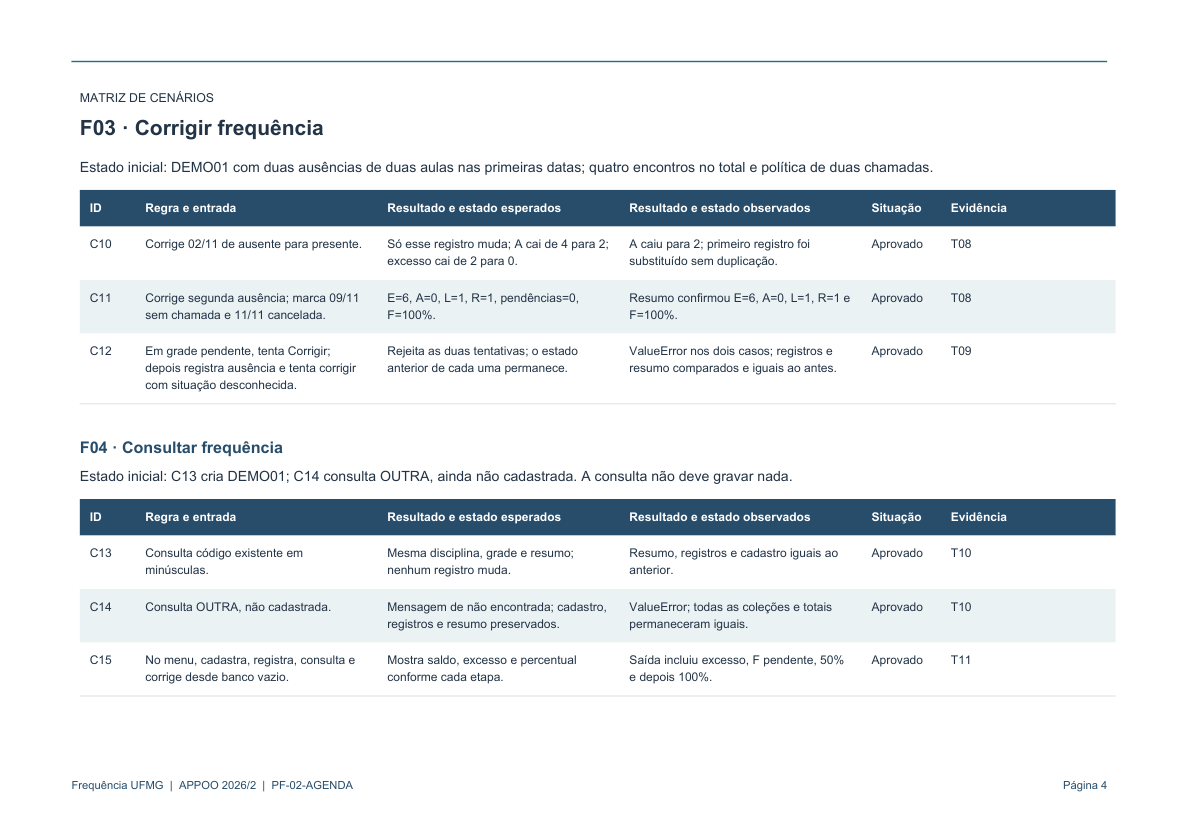 MATRIZ DE CENÁRIOS
F03 · Corrigir frequência
Estado inicial: DEMO01 com duas ausências de duas aulas nas primeiras datas; quatro encontros no total e política de duas chamadas.
ID Regra e entrada Resultado e estado esperados Resultado e estado observados Situação Evidência
C10 Corrige 02/11 de ausente para presente. Só esse registro muda; A cai de 4 para 2; A caiu para 2; primeiro registro foi Aprovado T08
excesso cai de 2 para 0. substituído sem duplicação.
C11 Corrige segunda ausência; marca 09/11 E=6, A=0, L=1, R=1, pendências=0, Resumo confirmou E=6, A=0, L=1, R=1 e Aprovado T08
sem chamada e 11/11 cancelada. F=100%. F=100%.
C12 Em grade pendente, tenta Corrigir; Rejeita as duas tentativas; o estado ValueError nos dois casos; registros e Aprovado T09
depois registra ausência e tenta corrigir anterior de cada uma permanece. resumo comparados e iguais ao antes.
com situação desconhecida.
F04 · Consultar frequência
Estado inicial: C13 cria DEMO01; C14 consulta OUTRA, ainda não cadastrada. A consulta não deve gravar nada.
ID Regra e entrada Resultado e estado esperados Resultado e estado observados Situação Evidência
C13 Consulta código existente em Mesma disciplina, grade e resumo; Resumo, registros e cadastro iguais ao Aprovado T10
minúsculas. nenhum registro muda. anterior.
C14 Consulta OUTRA, não cadastrada. Mensagem de não encontrada; cadastro, ValueError; todas as coleções e totais Aprovado T10
registros e resumo preservados. permaneceram iguais.
C15 No menu, cadastra, registra, consulta e Mostra saldo, excesso e percentual Saída incluiu excesso, F pendente, 50% Aprovado T11
corrige desde banco vazio. conforme cada etapa. e depois 100%.
Frequência UFMG | APPOO 2026/2 | PF-02-AGENDA Página 4